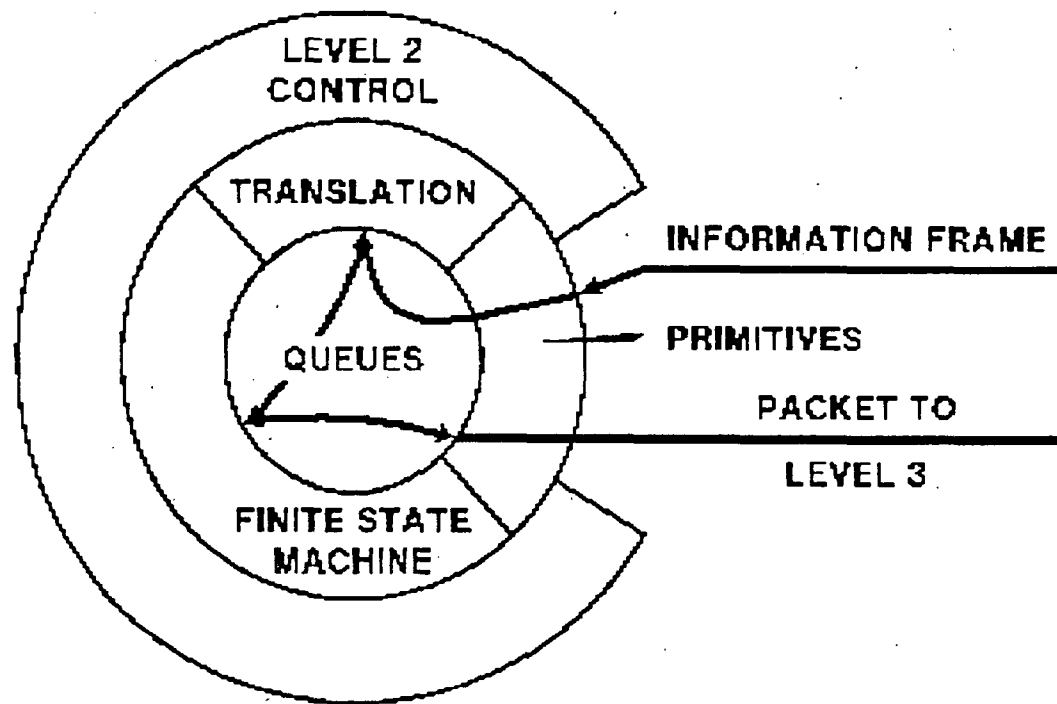 LEVEL 2
CONTROL
TRANSLATION
INFORMATION FRAME
PRIMITIVES
QUEUES
PACKET TO
LEVEL 3
FINITE STATE
MACHINE